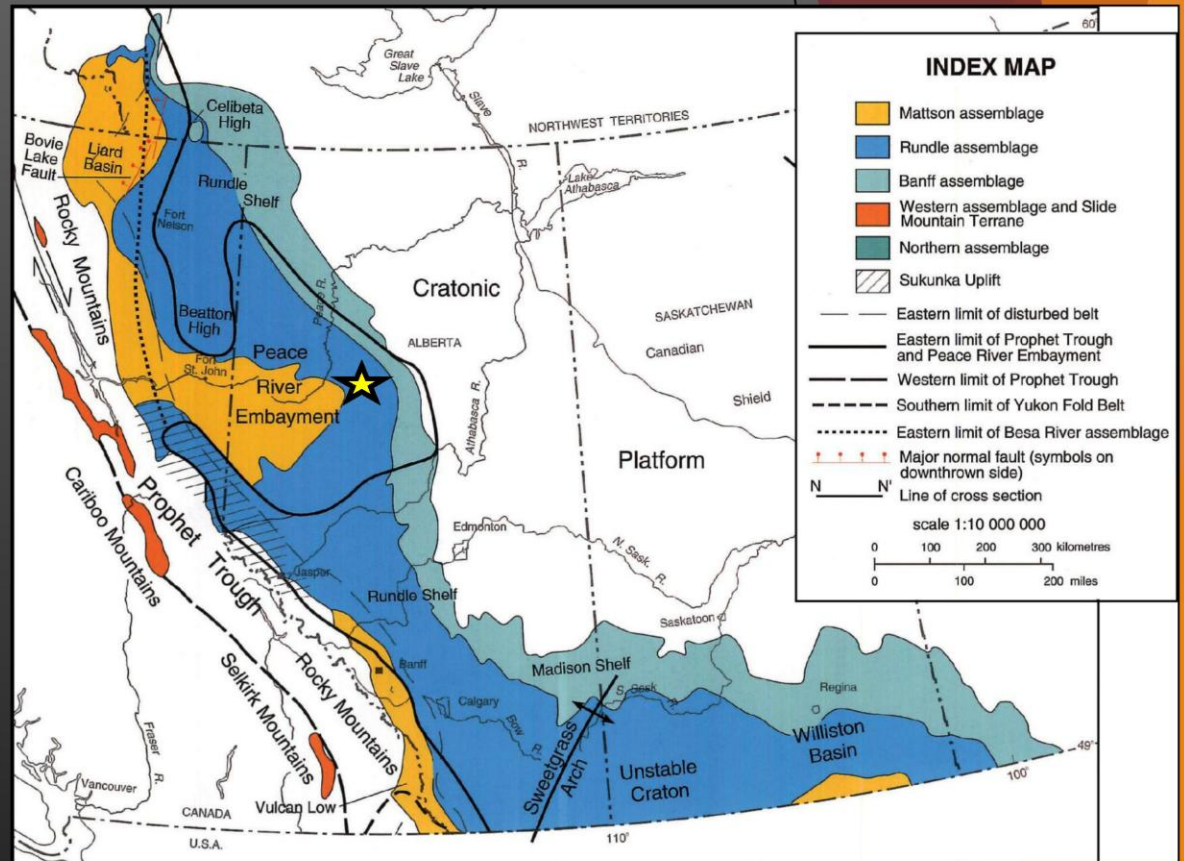 60°
Great
Slave
Lake
Slave
R.
NORTHWEST TERRITORIES
Celibeta
High
Bovie
Lake
Fault
Liard
Basin
Rundle
Shelf
Lake
Athabasca
Fort
Nelson
Rocky Mountains
Peace R.
Cratonic
Beatton
High
SASKATCHEWAN
ALBERTA
Canadian
Peace
Fort
St. John
River
Embayment
Athabasca R.
Shield
Platform
Prophet Trough
Cariboo Mountains
Edmonton
N. Sask. R.
Jasper
Rundle Shelf
Saskatoon
Madison Shelf
Banff
Rocky Mountains
Selkirk Mountains
S. Sask
Regina
Calgary
Bow
R.
Williston
Basin
Sweetgrass
Arch
Unstable
Craton
Fraser
R.
Vancouver
Vulcan Low
CANADA
U.S.A.
110°
100°
49°
INDEX MAP
Mattson assemblage
Rundle assemblage
Banff assemblage
Western assemblage and Slide
Mountain Terrane
Northern assemblage
Sukunka Uplift
Eastern limit of disturbed belt
Eastern limit of Prophet Trough
and Peace River Embayment
Western limit of Prophet Trough
Southern limit of Yukon Fold Belt
Eastern limit of Besa River assemblage
Major normal fault (symbols on
downthrown side)
N N'
Line of cross section
scale 1:10 000 000
0 100 200 300 kilometres
0 100 200 miles